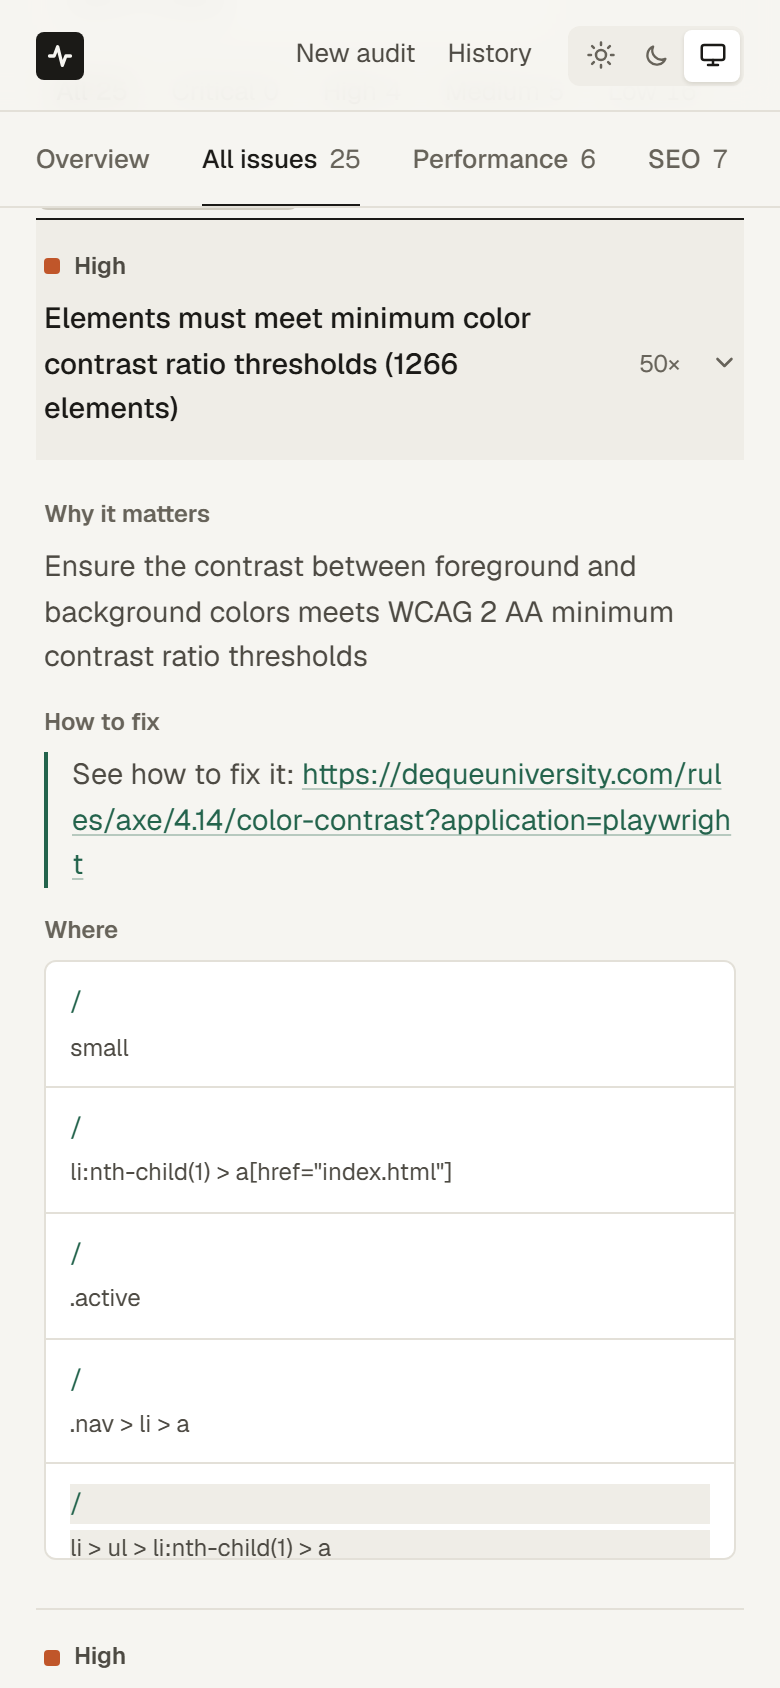 New audit History
Overview All issues 25 Performance 6 SEO 7
High
Elements must meet minimum color
contrast ratio thresholds (1266
elements)
50×
Why it matters
Ensure the contrast between foreground and
background colors meets WCAG 2 AA minimum
contrast ratio thresholds
How to fix
See how to fix it: https://dequeuniversity.com/rul
es/axe/4.14/color-contrast?application=playwrigh
t
Where
/
small
/
li:nth-child(1) > a[href="index.html"]
/
.active
/
.nav > li > a
/
li > ul > li:nth-child(1) > a
High